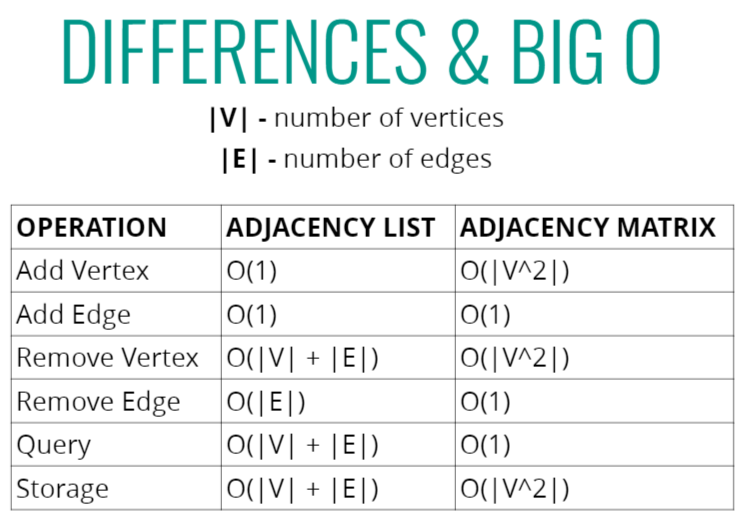 DIFFERENCES & BIG O
|V| - number of vertices
|E| - number of edges
OPERATION ADJACENCY LIST ADJACENCY MATRIX
Add Vertex O(1) O(|V^2|)
Add Edge O(1) O(1)
Remove Vertex O(|V| + |E|) O(|V^2|)
Remove Edge O(|E|) O(1)
Query O(|V| + |E|) O(1)
Storage O(|V| + |E|) O(|V^2|)